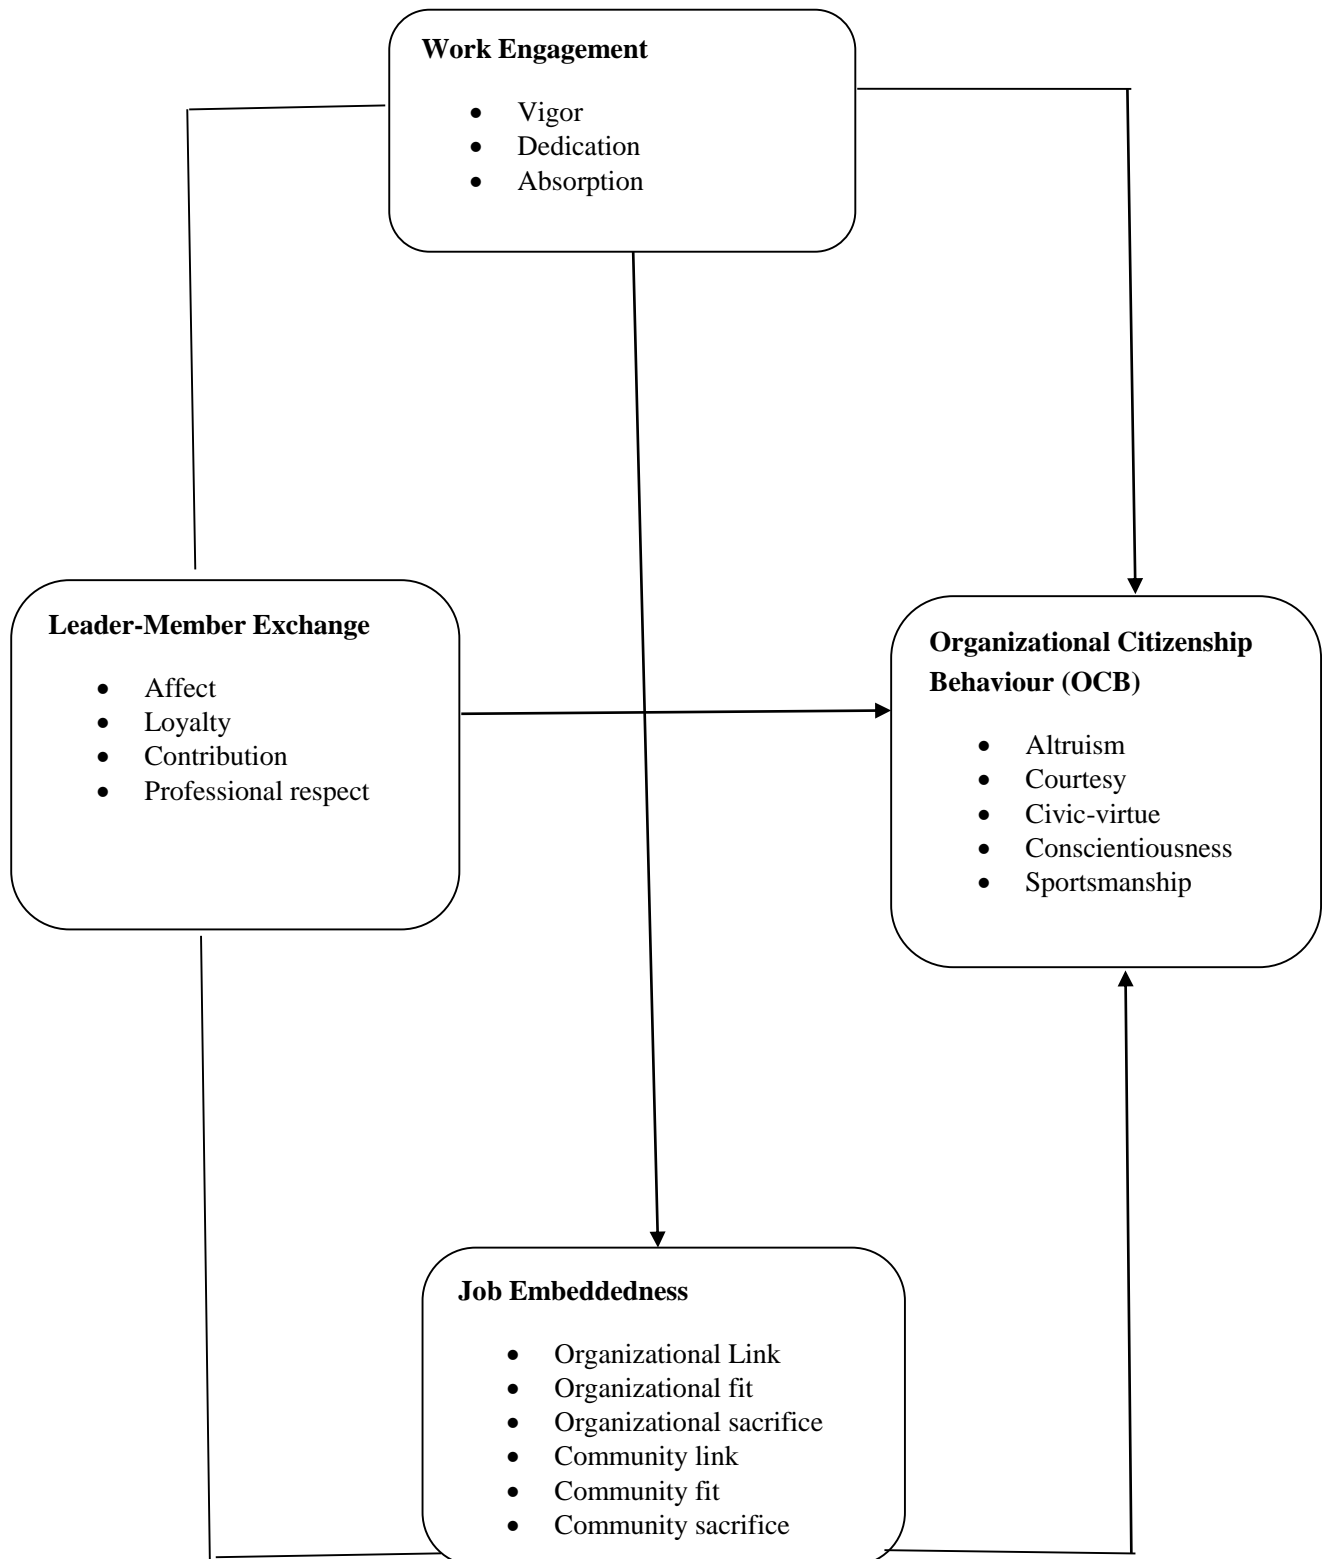 Work Engagement
• Vigor
• Dedication
• Absorption
Leader-Member Exchange
• Affect
• Loyalty
• Contribution
• Professional respect
Organizational Citizenship
Behaviour (OCB)
• Altruism
• Courtesy
• Civic-virtue
• Conscientiousness
• Sportsmanship
Job Embeddedness
• Organizational Link
• Organizational fit
• Organizational sacrifice
• Community link
• Community fit
• Community sacrifice